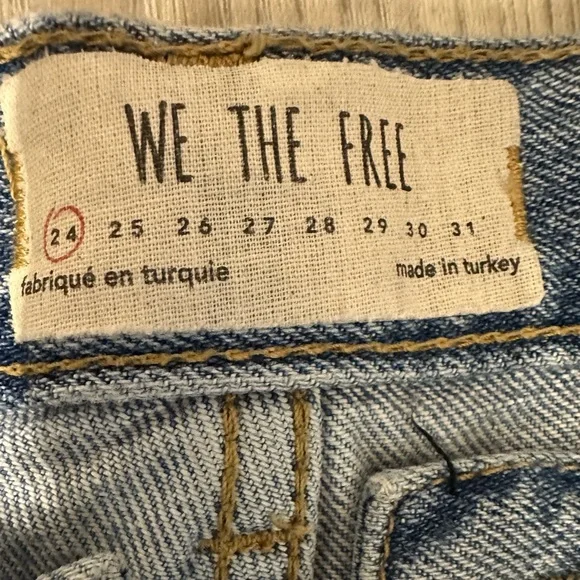 WE THE FREE
24 25 26 27 28 29 30 31
fabriqué en turquie made in turkey